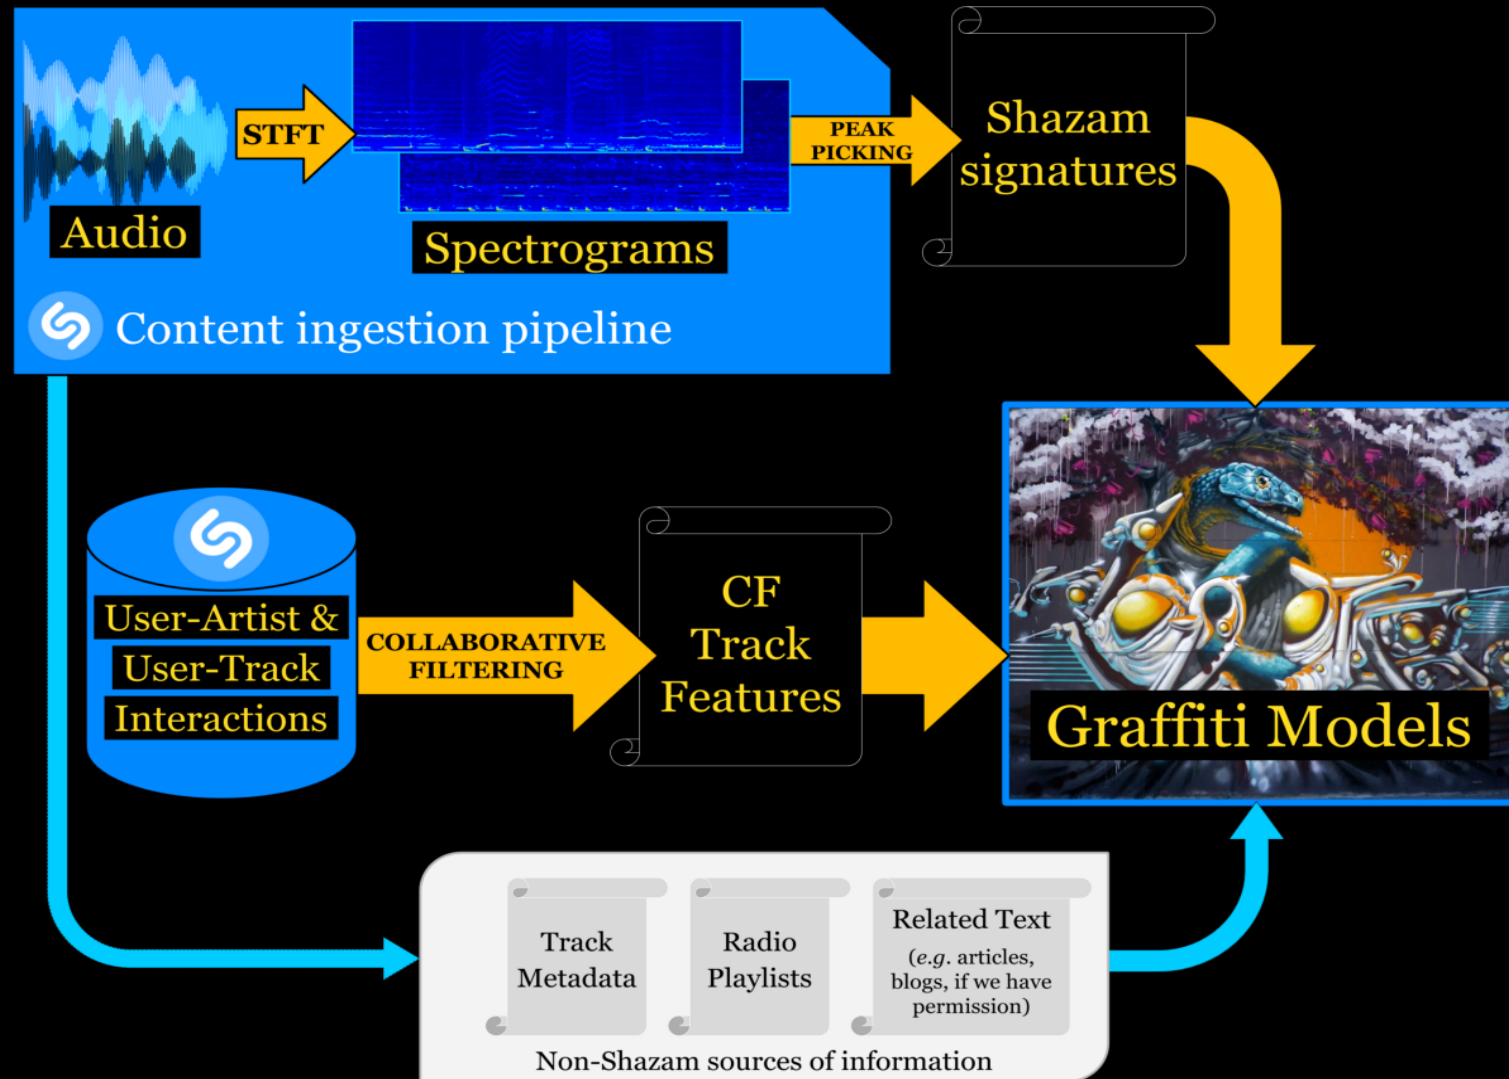 STFT
PEAK
PICKING
Shazam
signatures
Audio
Spectrograms
Content ingestion pipeline
User-Artist &
User-Track
Interactions
COLLABORATIVE
FILTERING
CF
Track
Features
Graffiti Models
Track
Metadata
Radio
Playlists
Related Text
(e.g. articles,
blogs, if we have
permission)
Non-Shazam sources of information